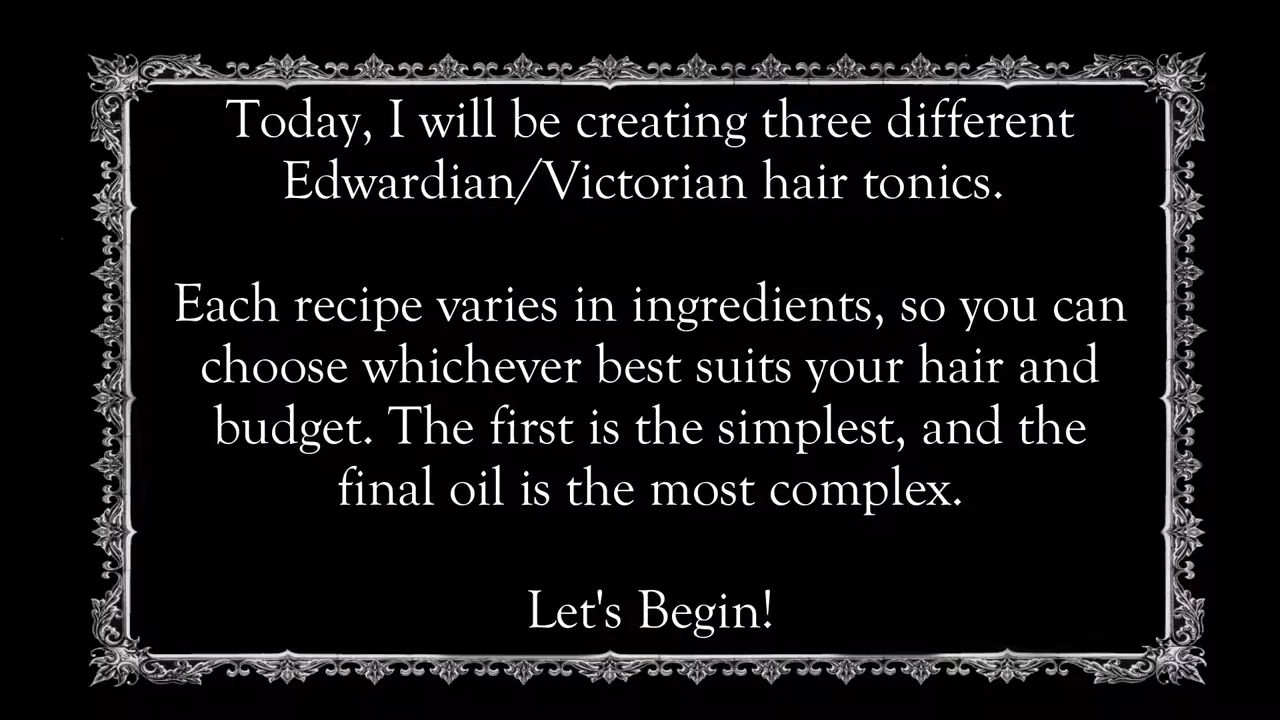 Today, I will be creating three different
Edwardian/Victorian hair tonics.
Each recipe varies in ingredients, so you can
choose whichever best suits your hair and
budget. The first is the simplest, and the
final oil is the most complex.
Let's Begin!